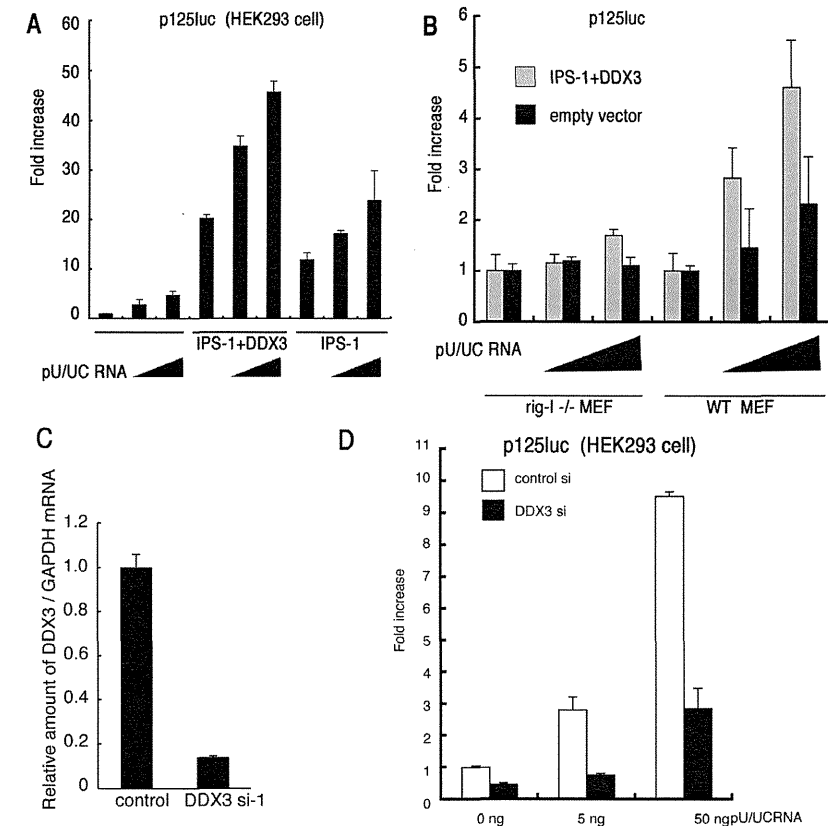 A
p125luc (HEK293 cell)
Fold increase
60
50
40
30
20
10
0
IPS-1+DDX3
IPS-1
pU/UC RNA
B
p125luc
IPS-1+DDX3
empty vector
Fold increase
6
5
4
3
2
1
0
pU/UC RNA
rig-I -/- MEF
WT MEF
C
Relative amount of DDX3 / GAPDH mRNA
1.2
1.0
0.8
0.6
0.4
0.2
0
control
DDX3 si-1
D
p125luc (HEK293 cell)
control si
DDX3 si
Fold increase
11
10
9
8
7
6
5
4
3
2
1
0
0 ng
5 ng
50 ngpU/UCRNA